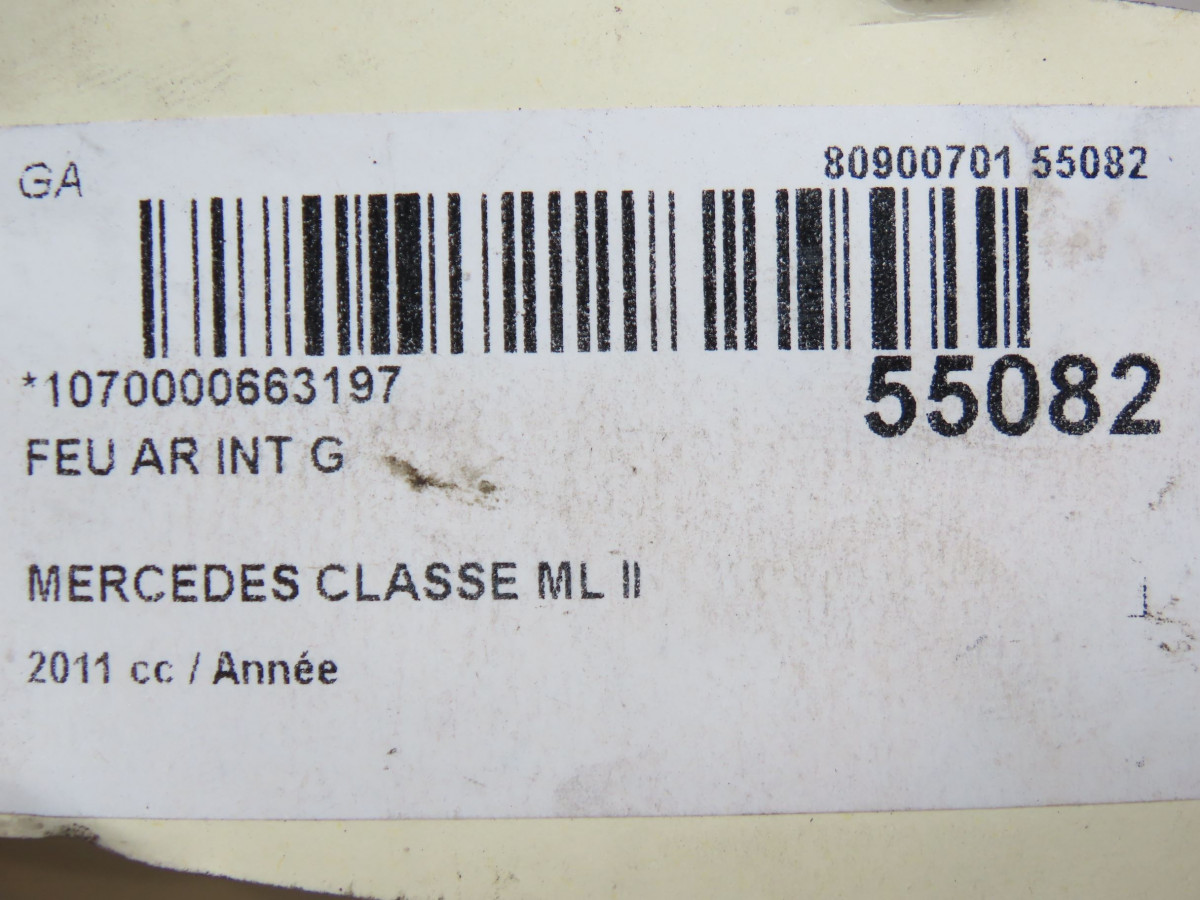 GA
80900701 55082
*1070000663197
55082
FEU AR INT G
MERCEDES CLASSE ML II
2011 cc / Année